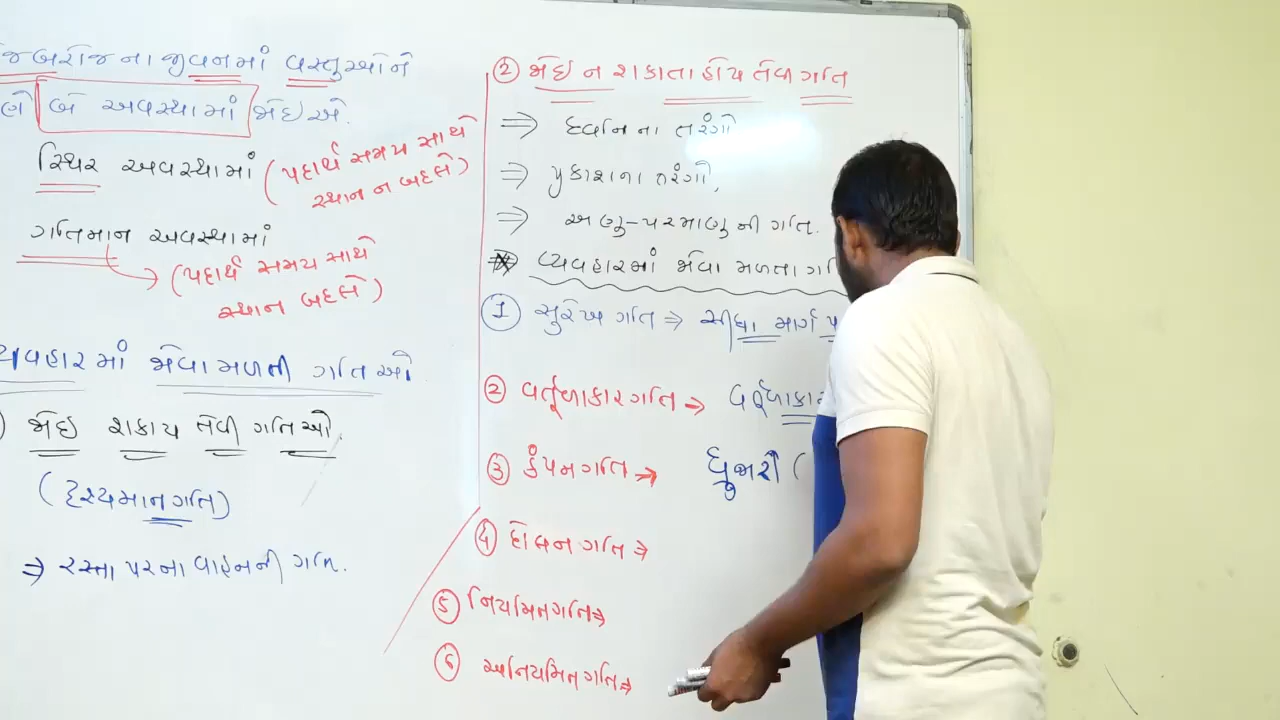 જબરોજના જીવનમાં વસ્તુઓને
બે અવસ્થામાં જોઇએ.
સ્થિર અવસ્થામાં (પદાર્થ સમય સાથે
સ્થાન ન બદલે)
ગતિમાન અવસ્થામાં
(પદાર્થ સમય સાથે
સ્થાન બદલે)
વ્યવહારમાં જોવા મળતી ગતિઓ
જોઇ શકાય તેવી ગતિઓ
(દ્રશ્યમાન ગતિ)
⇒ રસ્તા પરના વાહનની ગતિ.
② જોઇ ન શકાતા હોય તેવી ગતિ
⇒ ધ્વનિના તરંગો
⇒ પ્રકાશના તરંગો,
⇒ અણુ-પરમાણુની ગતિ.
* વ્યવહારમાં જોવા મળતા
① સુરેખ ગતિ ⇒ સીધા માર્ગ
② વર્તૂળાકાર ગતિ →
③ કંપન ગતિ → ધ્રુજારી (
④ દોલન ગતિ ⇒
⑤ નિયમિત ગતિ ⇒
⑥ અનિયમિત ગતિ ⇒